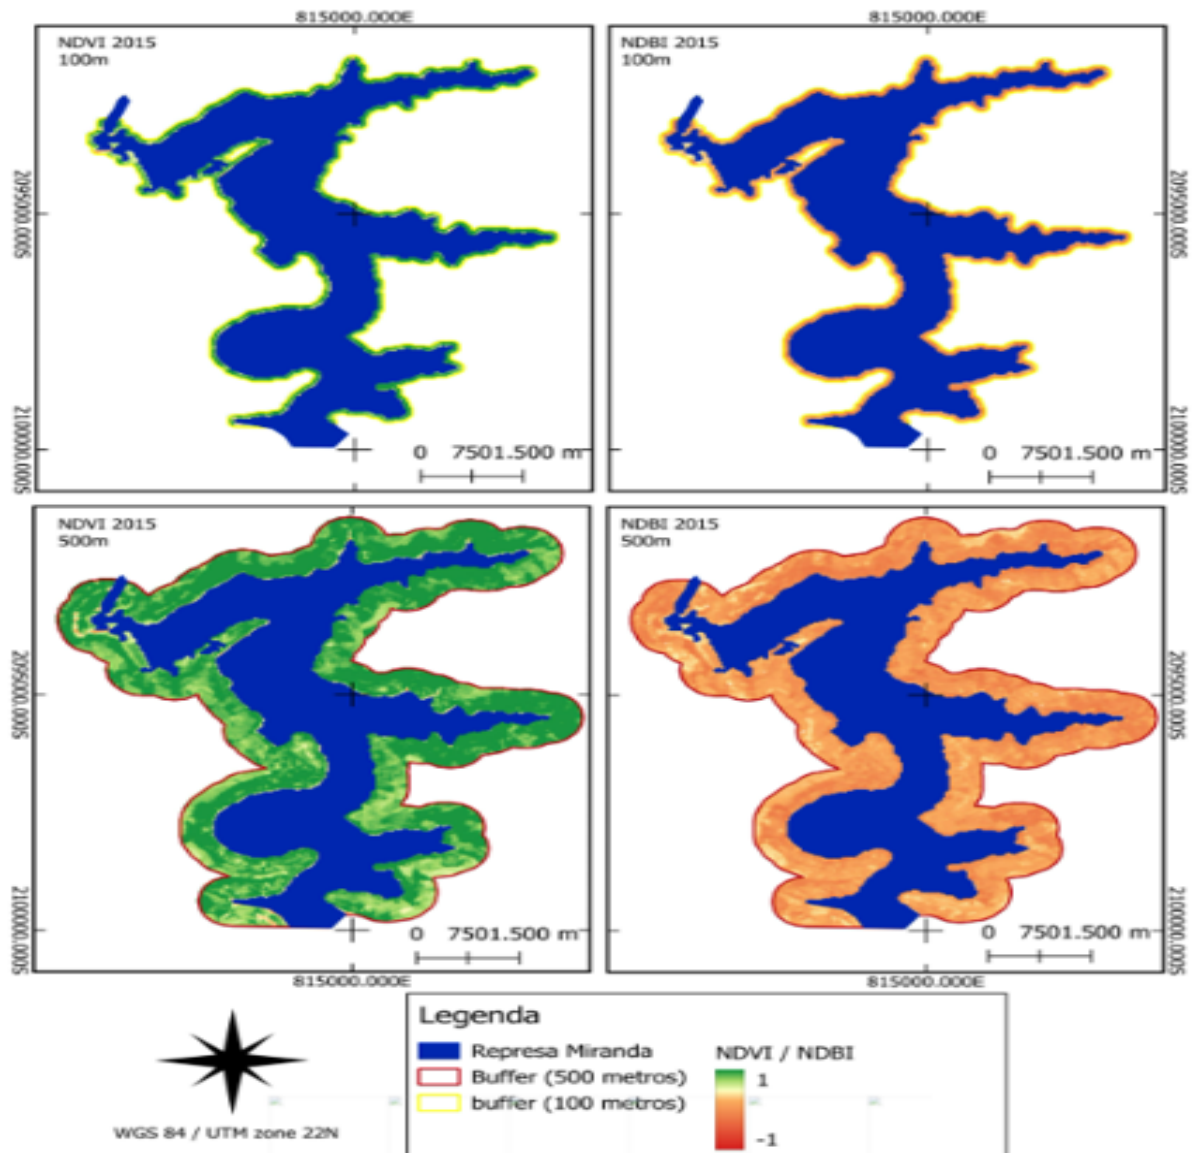 815000.000E
815000.000E
NDVI 2015
100m
NDBI 2015
100m
2095000.000S
2095000.000S
2100000.000S
2100000.000S
0 7501.500 m
0 7501.500 m
NDVI 2015
500m
NDBI 2015
500m
2095000.000S
2095000.000S
2100000.000S
2100000.000S
0 7501.500 m
0 7501.500 m
815000.000E
815000.000E
Legenda
Represa Miranda
Buffer (500 metros)
buffer (100 metros)
NDVI / NDBI
1
-1
WGS 84 / UTM zone 22N